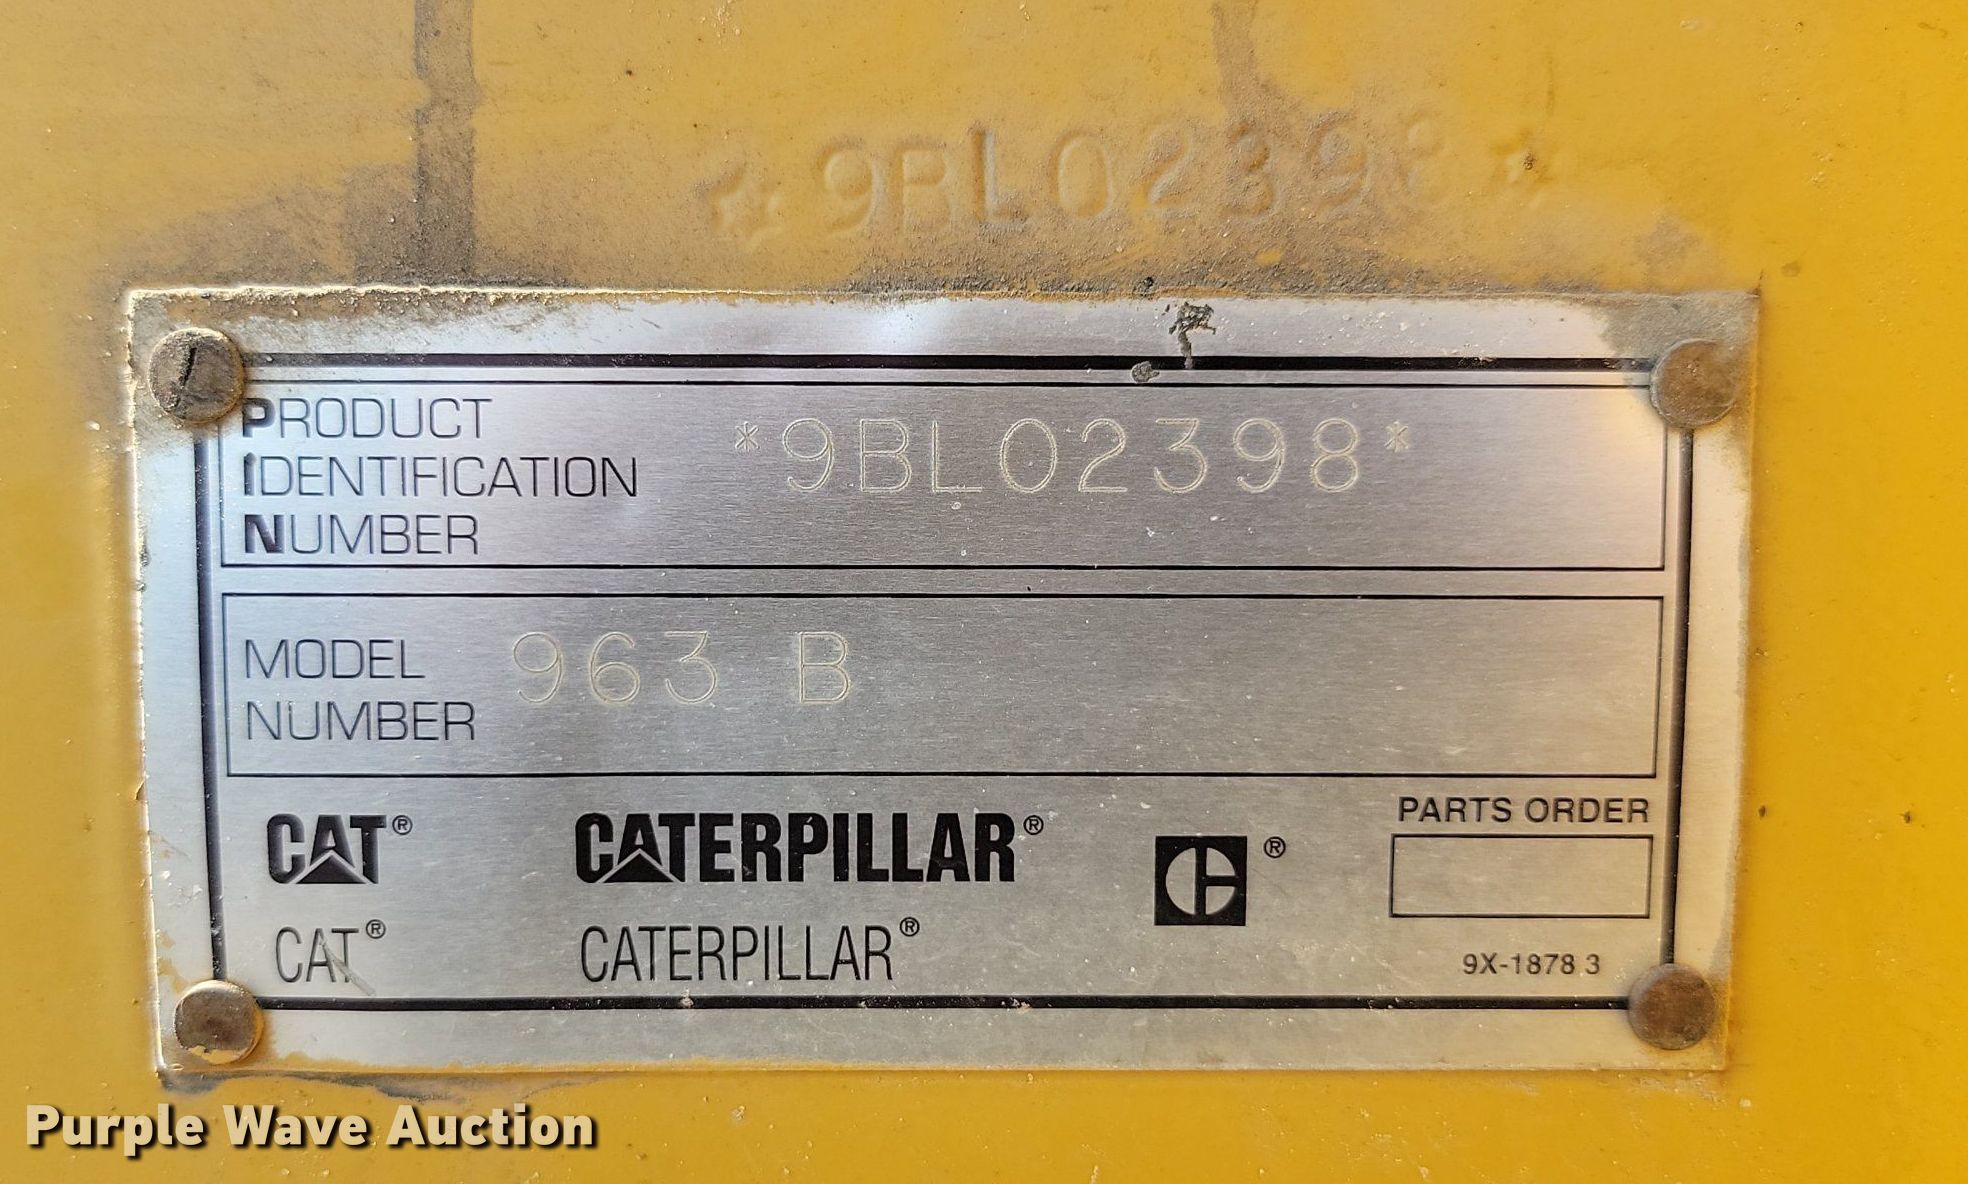 ☆9BL02398☆
PRODUCT
IDENTIFICATION
NUMBER
*9BL02398*
MODEL
NUMBER
963 B
CAT® CATERPILLAR® ®
PARTS ORDER
CAT® CATERPILLAR®
9X-1878 3
Purple Wave Auction